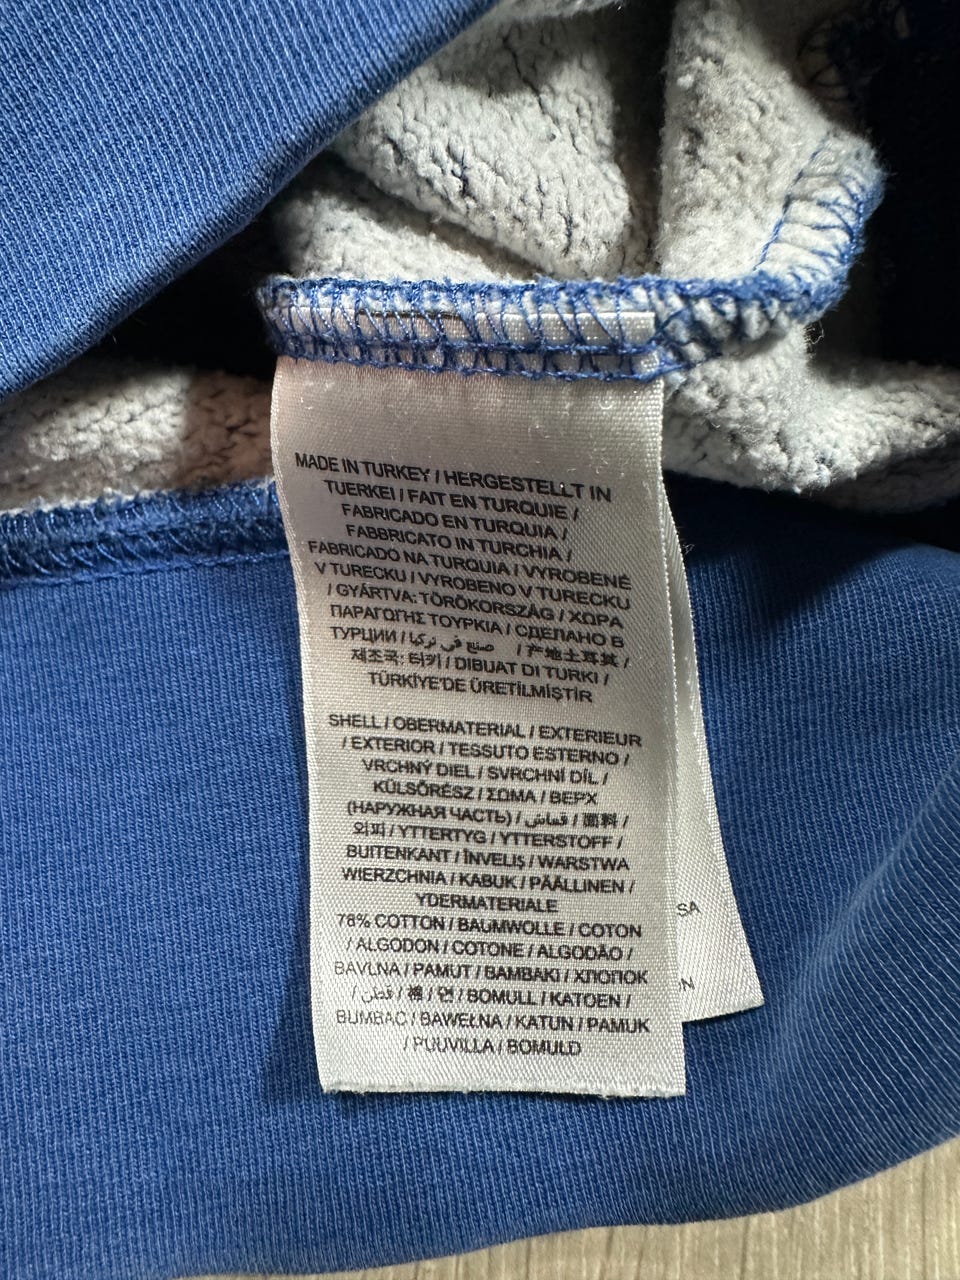 MADE IN TURKEY / HERGESTELLT IN
TUERKEI / FAIT EN TURQUIE /
FABRICADO EN TURQUIA /
FABBRICATO IN TURCHIA /
FABRICADO NA TURQUIA / VYROBENÉ
V TURECKU / VYROBENO V TURECKU
/ GYÁRTVA: TÖRÖKORSZÁG / ΧΩΡΑ
ΠΑΡΑΓΩΓΗΣ ΤΟΥΡΚΙΑ / СДЕЛАНО В
ТУРЦИИ / صنع في تركيا / 产地土耳其 /
제조국: 터키 / DIBUAT DI TURKI /
TÜRKİYE'DE ÜRETİLMİŞTİR
SHELL / OBERMATERIAL / EXTERIEUR
/ EXTERIOR / TESSUTO ESTERNO /
VRCHNÝ DIEL / SVRCHNÍ DÍL /
KÜLSŐRÉSZ / ΣΩΜΑ / ВЕРХ
(НАРУЖНАЯ ЧАСТЬ) / قماش / 面料 /
외피 / YTTERTYG / YTTERSTOFF /
BUITENKANT / ÎNVELIȘ / WARSTWA
WIERZCHNIA / KABUK / PÄÄLLINEN /
YDERMATERIALE
78% COTTON / BAUMWOLLE / COTON
/ ALGODON / COTONE / ALGODÃO /
BAVLNA / PAMUT / BAMBAKI / ХЛОПОК
/ قطن / 棉 / 면 / BOMULL / KATOEN /
BUMBAC / BAWEŁNA / KATUN / PAMUK
/ PUUVILLA / BOMULD
SA